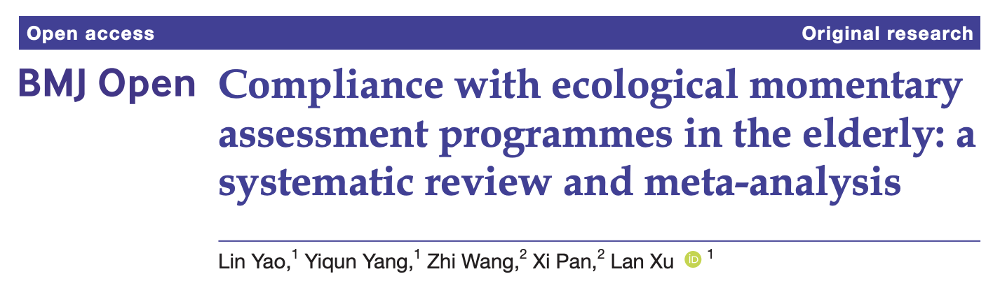 Open access
Original research
BMJ Open
Compliance with ecological momentary
assessment programmes in the elderly: a
systematic review and meta-analysis
Lin Yao,1 Yiqun Yang,1 Zhi Wang,2 Xi Pan,2 Lan Xu iD 1